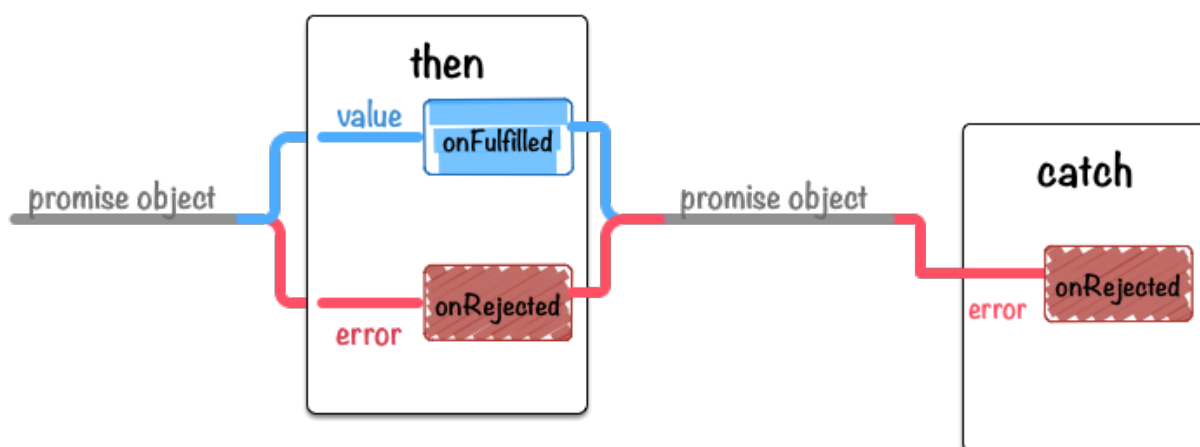 then
value
onFulfilled
promise object
onRejected
error
promise object
catch
onRejected
error